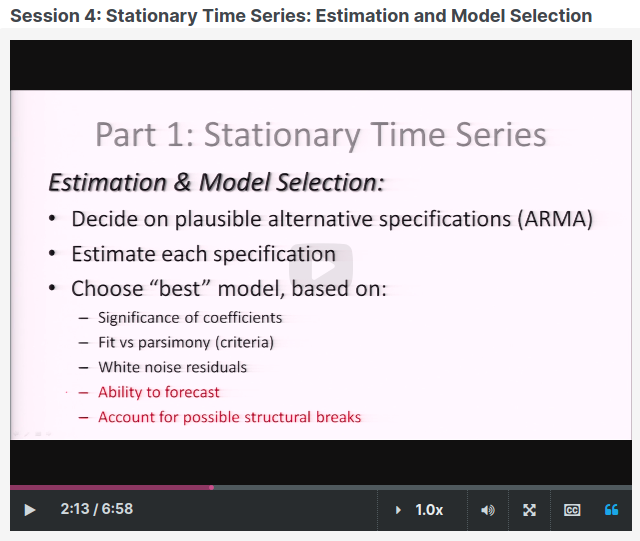 Session 4: Stationary Time Series: Estimation and Model Selection
Part 1: Stationary Time Series
Estimation & Model Selection:
• Decide on plausible alternative specifications (ARMA)
• Estimate each specification
• Choose “best” model, based on:
– Significance of coefficients
– Fit vs parsimony (criteria)
– White noise residuals
– Ability to forecast
– Account for possible structural breaks
2:13 / 6:58 1.0x CC